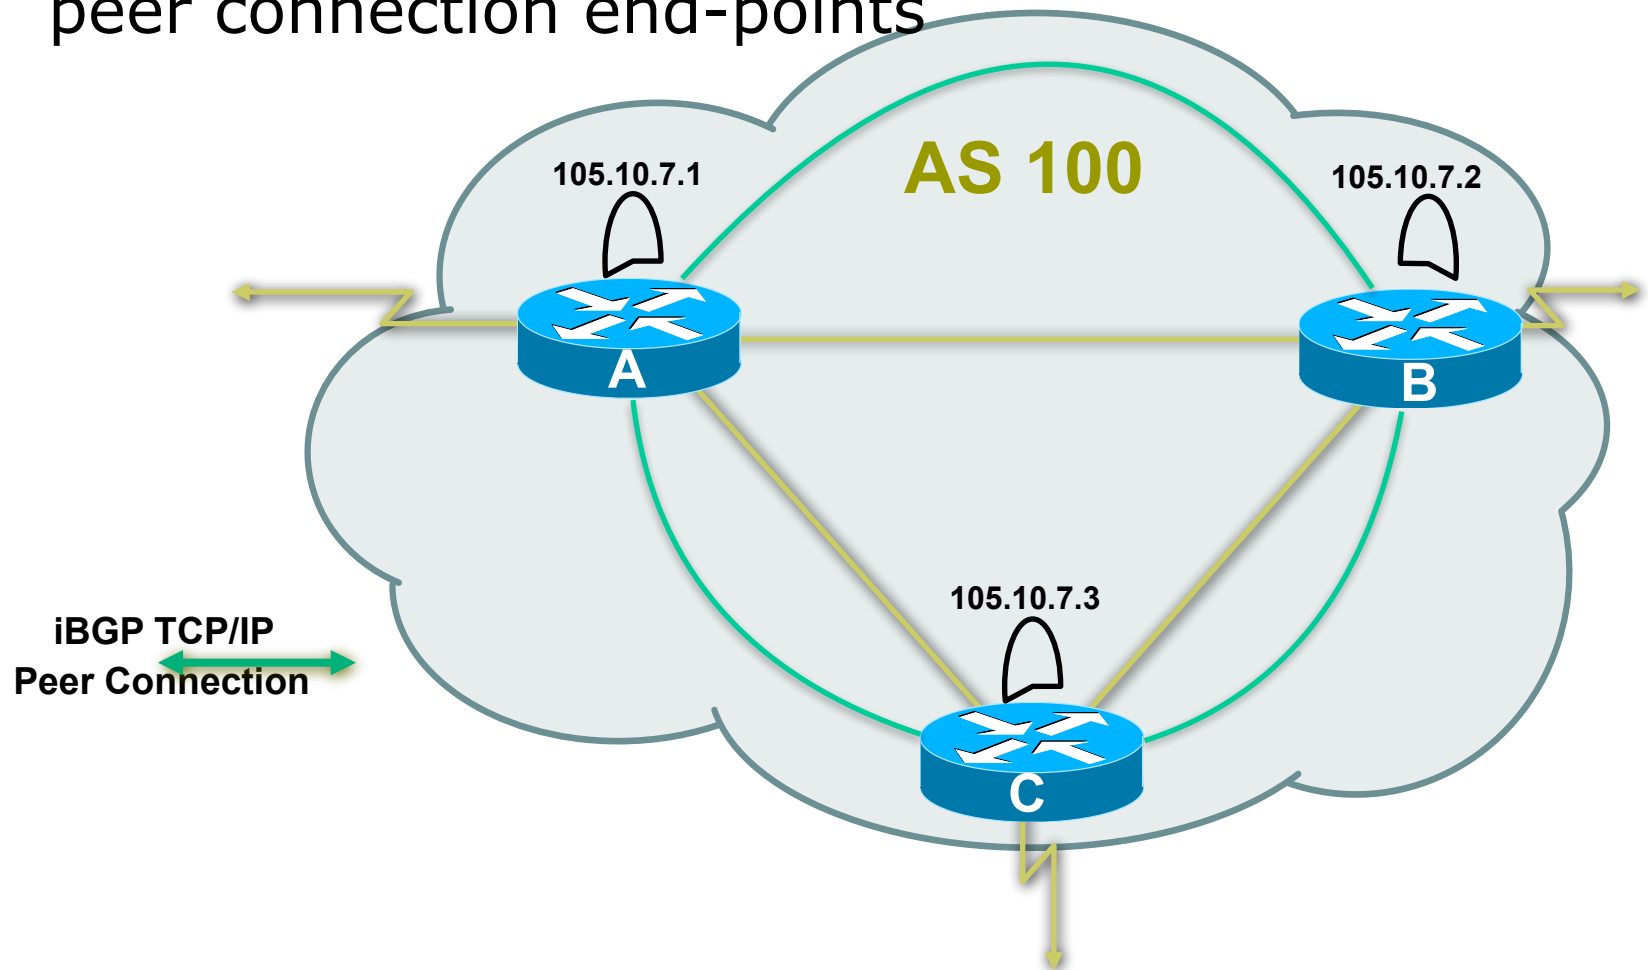 peer connection end-points
AS 100
105.10.7.1
105.10.7.2
A
B
105.10.7.3
iBGP TCP/IP
Peer Connection
C